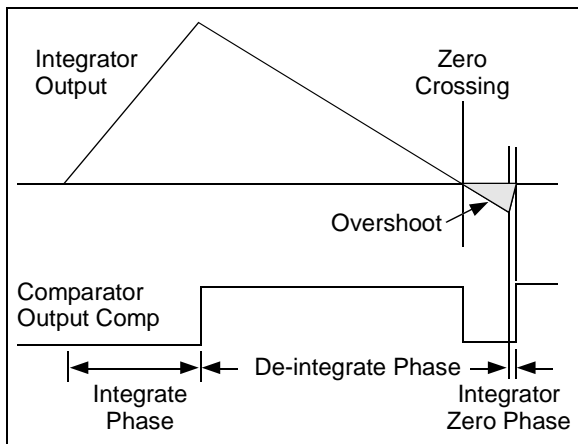 Integrator
Output
Zero
Crossing
Overshoot
Comparator
Output Comp
De-integrate Phase
Integrate
Phase
Integrator
Zero Phase